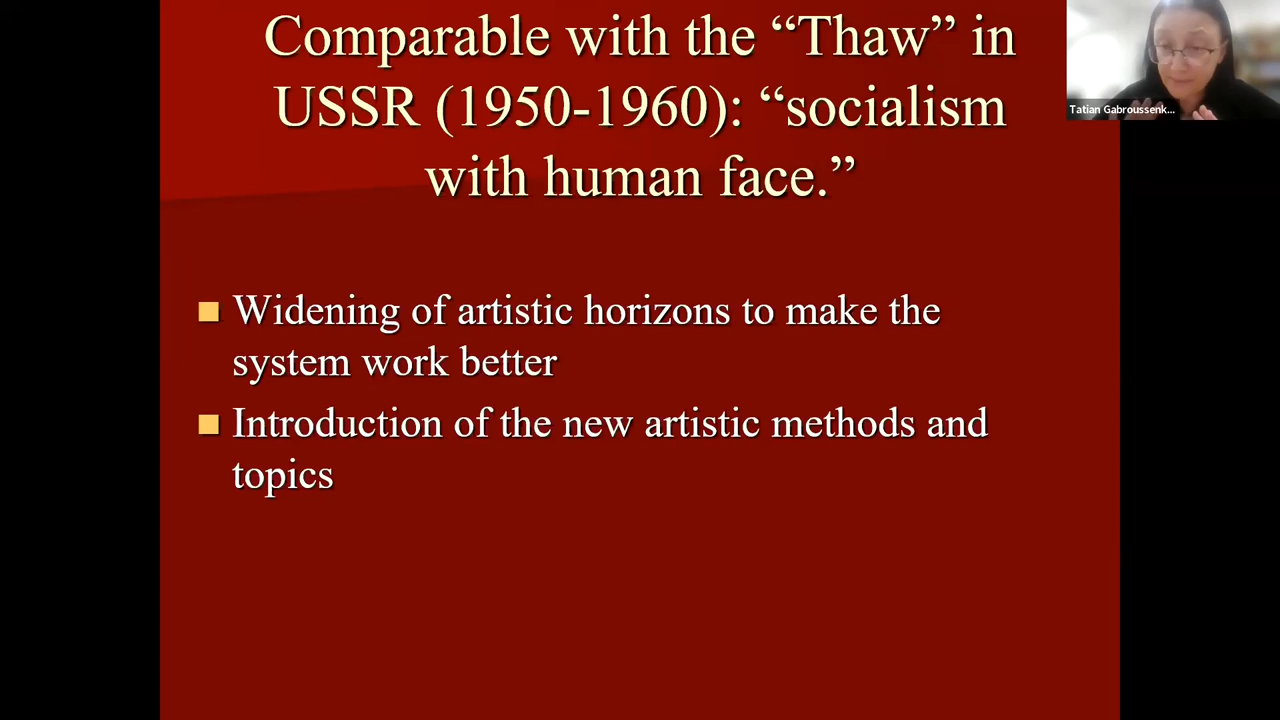 Comparable with the “Thaw” in
USSR (1950-1960): “socialism
with human face.”
Tatian Gabroussenk...
■ Widening of artistic horizons to make the
system work better
■ Introduction of the new artistic methods and
topics